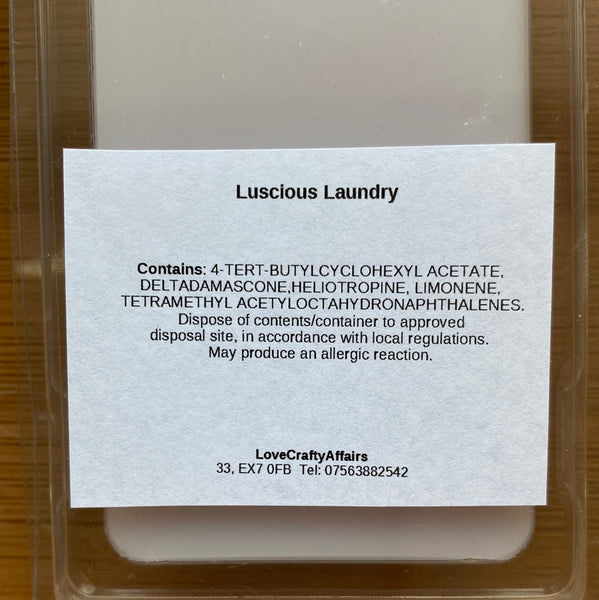 Luscious Laundry
Contains: 4-TERT-BUTYLCYCLOHEXYL ACETATE,
DELTADAMASCONE,HELIOTROPINE, LIMONENE,
TETRAMETHYL ACETYLOCTAHYDRONAPHTHALENES.
Dispose of contents/container to approved
disposal site, in accordance with local regulations.
May produce an allergic reaction.
LoveCraftyAffairs
33, EX7 0FB Tel: 07563882542